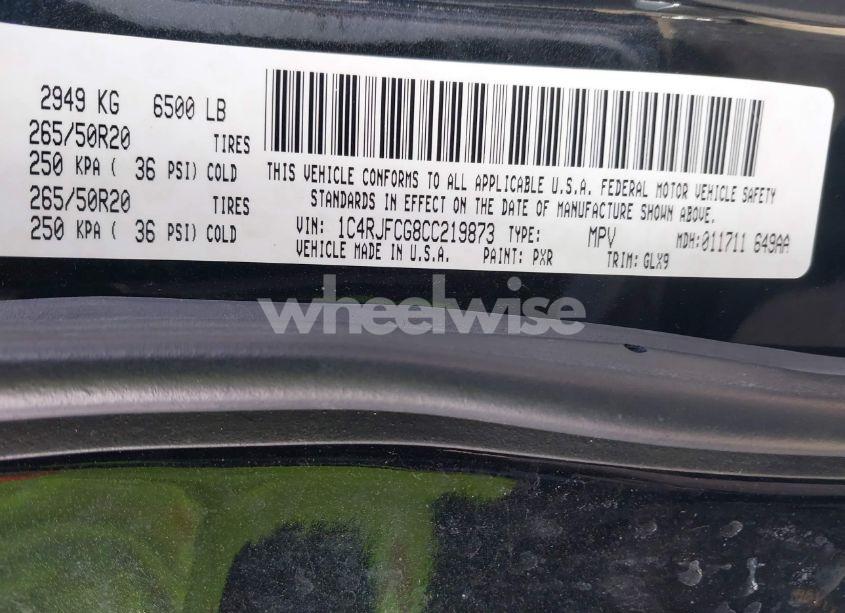 2949 KG 6500 LB
265/50R20 TIRES
250 KPA ( 36 PSI) COLD
265/50R20 TIRES
250 KPA ( 36 PSI) COLD
THIS VEHICLE CONFORMS TO ALL APPLICABLE U.S.A. FEDERAL MOTOR VEHICLE SAFETY
STANDARDS IN EFFECT ON THE DATE OF MANUFACTURE SHOWN ABOVE.
VIN: 1C4RJFCG8CC219873 TYPE: MPV MDH: 011711 649AA
VEHICLE MADE IN U.S.A. PAINT: PXR TRIM: GLX9
wheelwise